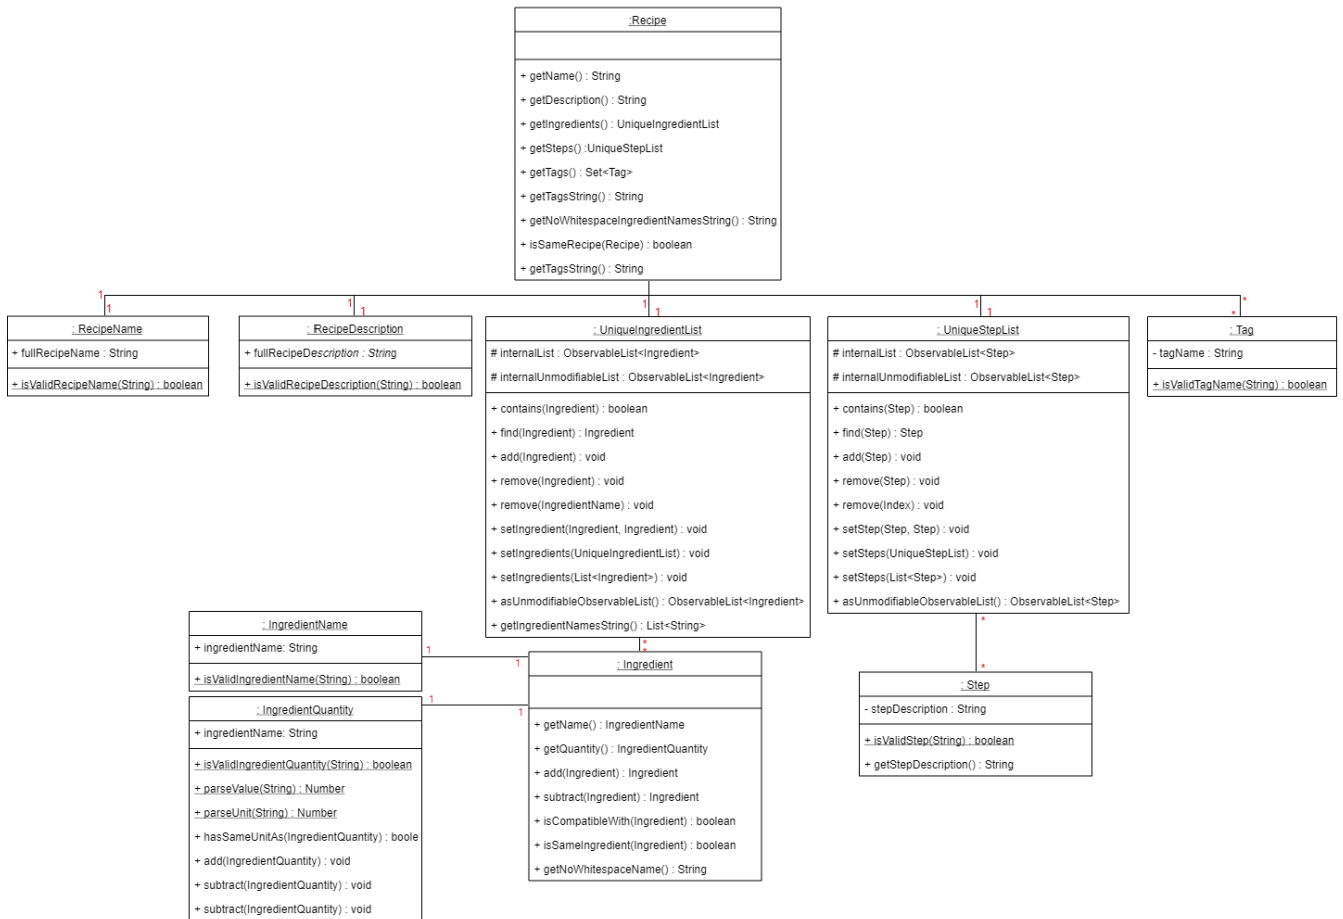 :Recipe
+ getName() : String
+ getDescription() : String
+ getIngredients() : UniqueIngredientList
+ getSteps() :UniqueStepList
+ getTags() : Set<Tag>
+ getTagsString() : String
+ getNoWhitespaceIngredientNamesString() : String
+ isSameRecipe(Recipe) : boolean
+ getTagsString() : String
1
1
1
1
1
1
1
1
*
*
: RecipeName
+ fullRecipeName : String
+ isValidRecipeName(String) : boolean
: RecipeDescription
+ fullRecipeDescription : String
+ isValidRecipeDescription(String) : boolean
: UniqueIngredientList
# internalList : ObservableList<Ingredient>
# internalUnmodifiableList : ObservableList<Ingredient>
+ contains(Ingredient) : boolean
+ find(Ingredient) : Ingredient
+ add(Ingredient) : void
+ remove(Ingredient) : void
+ remove(IngredientName) : void
+ setIngredient(Ingredient, Ingredient) : void
+ setIngredients(UniqueIngredientList) : void
+ setIngredients(List<Ingredient>) : void
+ asUnmodifiableObservableList() : ObservableList<Ingredient>
+ getIngredientNamesString() : List<String>
: UniqueStepList
# internalList : ObservableList<Step>
# internalUnmodifiableList : ObservableList<Step>
+ contains(Step) : boolean
+ find(Step) : Step
+ add(Step) : void
+ remove(Step) : void
+ remove(Index) : void
+ setStep(Step, Step) : void
+ setSteps(UniqueStepList) : void
+ setSteps(List<Step>) : void
+ asUnmodifiableObservableList() : ObservableList<Step>
: Tag
- tagName : String
+ isValidTagName(String) : boolean
: IngredientName
+ ingredientName: String
+ isValidIngredientName(String) : boolean
1
1
: IngredientQuantity
+ ingredientName: String
+ isValidIngredientQuantity(String) : boolean
+ parseValue(String) : Number
+ parseUnit(String) : Number
+ hasSameUnitAs(IngredientQuantity) : boole
+ add(IngredientQuantity) : void
+ subtract(IngredientQuantity) : void
+ subtract(IngredientQuantity) : void
1
1
*
*
: Ingredient
+ getName() : IngredientName
+ getQuantity() : IngredientQuantity
+ add(Ingredient) : Ingredient
+ subtract(Ingredient) : Ingredient
+ isCompatibleWith(Ingredient) : boolean
+ isSameIngredient(Ingredient) : boolean
+ getNoWhitespaceName() : String
*
*
: Step
- stepDescription : String
+ isValidStep(String) : boolean
+ getStepDescription() : String